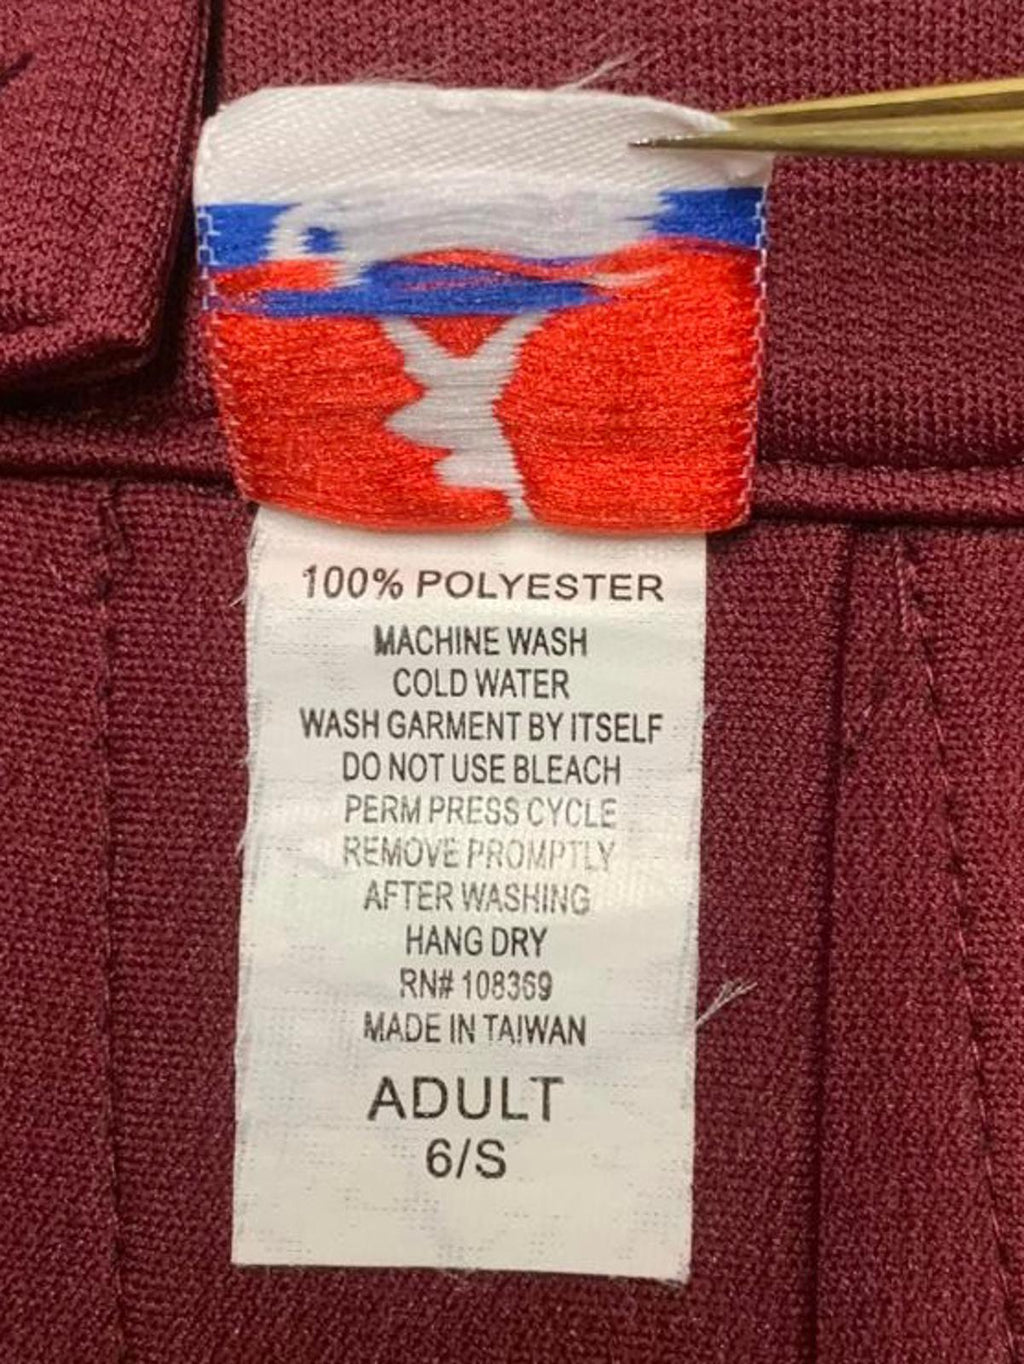 100% POLYESTER
MACHINE WASH
COLD WATER
WASH GARMENT BY ITSELF
DO NOT USE BLEACH
PERM PRESS CYCLE
REMOVE PROMPTLY
AFTER WASHING
HANG DRY
RN# 108369
MADE IN TAIWAN
ADULT
6/S